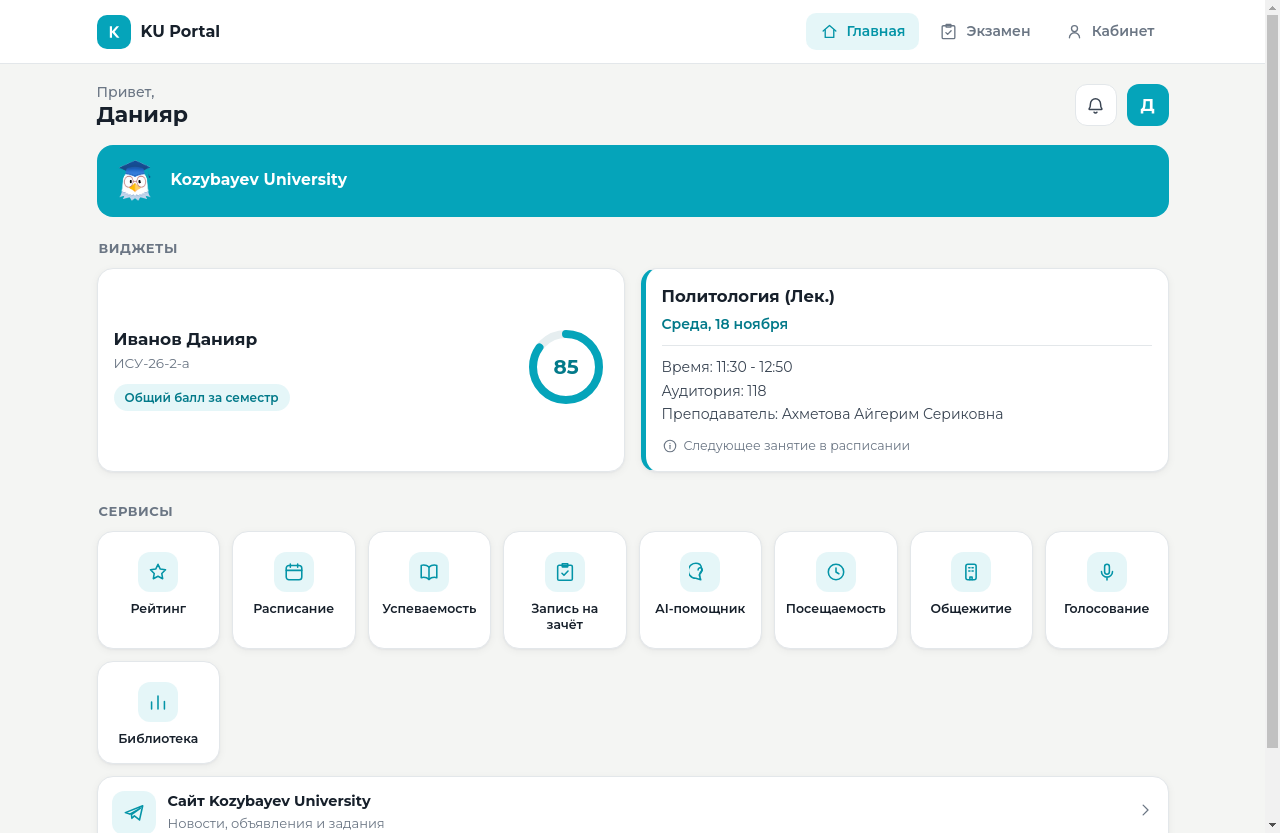 K
KU Portal
Главная
Экзамен
Кабинет
Привет,
Данияр
Д
Kozybayev University
ВИДЖЕТЫ
Иванов Данияр
ИСУ-26-2-а
Общий балл за семестр
85
Политология (Лек.)
Среда, 18 ноября
Время: 11:30 - 12:50
Аудитория: 118
Преподаватель: Ахметова Айгерим Сериковна
Следующее занятие в расписании
СЕРВИСЫ
Рейтинг
Расписание
Успеваемость
Запись на
зачёт
AI-помощник
Посещаемость
Общежитие
Голосование
Библиотека
Сайт Kozybayev University
Новости, объявления и задания